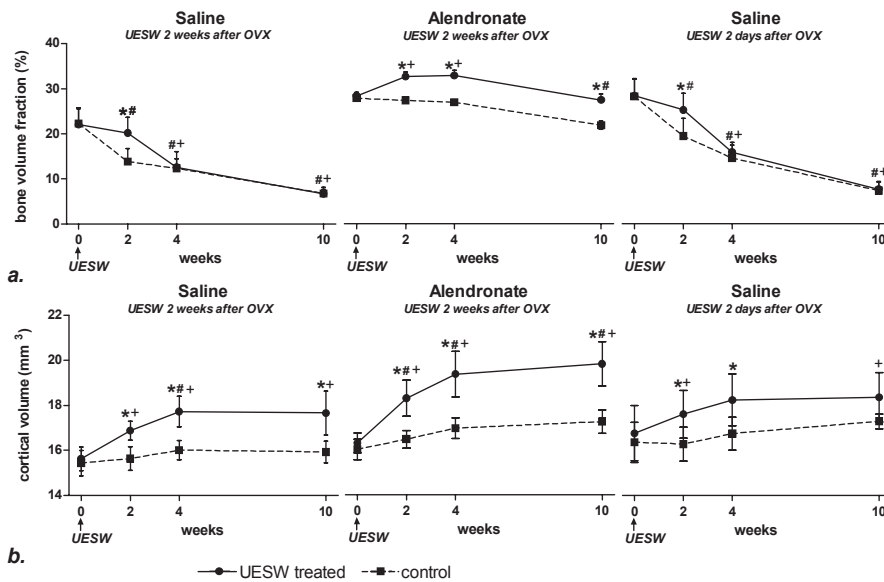 Saline
UESW 2 weeks after OVX
Alendronate
UESW 2 weeks after OVX
Saline
UESW 2 days after OVX
bone volume fraction (%)
40
30
20
10
0
*#
#+
#+
*+
*+
*#
*#
#+
#+
0 2 4 10
0 2 4 10
0 2 4 10
UESW
weeks
UESW
weeks
UESW
weeks
a.
Saline
UESW 2 weeks after OVX
Alendronate
UESW 2 weeks after OVX
Saline
UESW 2 days after OVX
cortical volume (mm 3)
22
20
18
16
14
*+
*#+
*+
*#+
*#+
*#+
*+
*
+
0 2 4 10
0 2 4 10
0 2 4 10
UESW
weeks
UESW
weeks
UESW
weeks
b.
UESW treated control